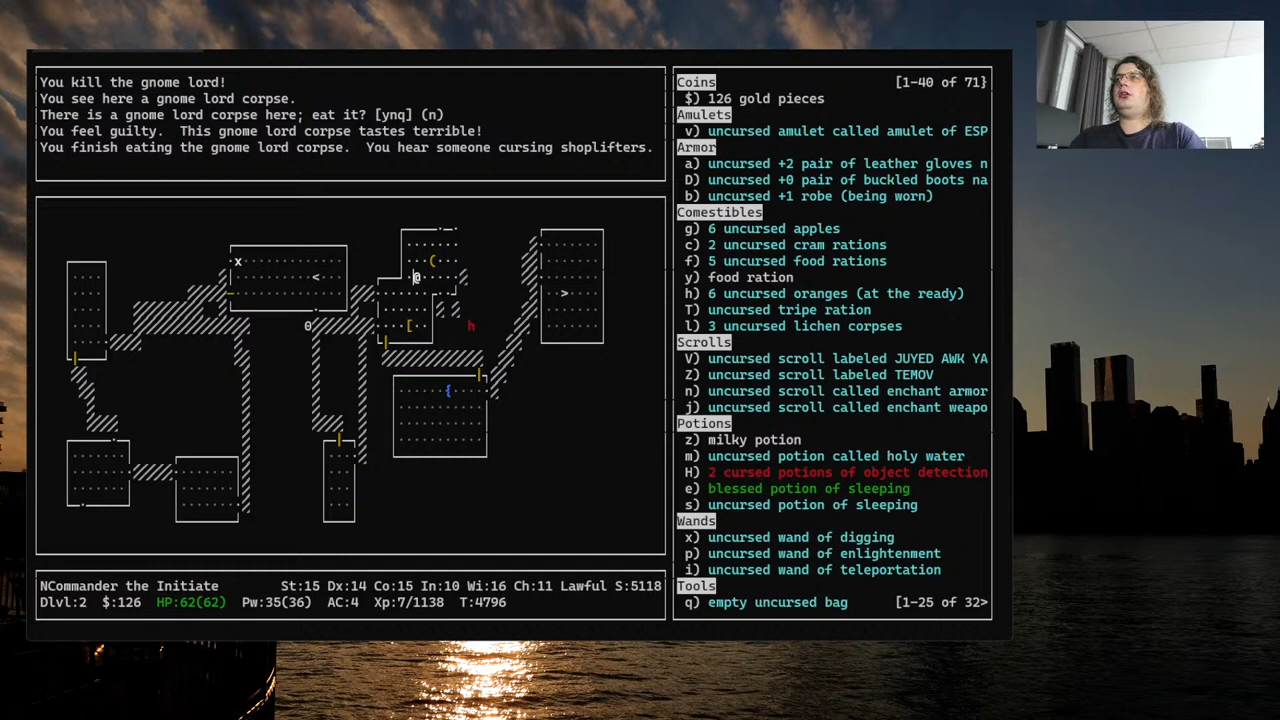 You kill the gnome lord!
You see here a gnome lord corpse.
There is a gnome lord corpse here; eat it? [ynq] (n)
You feel guilty.  This gnome lord corpse tastes terrible!
You finish eating the gnome lord corpse.  You hear someone cursing shoplifters.
x
<
(
@
>
0
[
h
{
NCommander the Initiate St:15 Dx:14 Co:15 In:10 Wi:16 Ch:11 Lawful S:5118
Dlvl:2 $:126 HP:62(62) Pw:35(36) AC:4 Xp:7/1138 T:4796
Coins [1-40 of 71}
$) 126 gold pieces
Amulets
v) uncursed amulet called amulet of ESP
Armor
a) uncursed +2 pair of leather gloves n
D) uncursed +0 pair of buckled boots na
b) uncursed +1 robe (being worn)
Comestibles
g) 6 uncursed apples
c) 2 uncursed cram rations
f) 5 uncursed food rations
y) food ration
h) 6 uncursed oranges (at the ready)
T) uncursed tripe ration
l) 3 uncursed lichen corpses
Scrolls
V) uncursed scroll labeled JUYED AWK YA
Z) uncursed scroll labeled TEMOV
n) uncursed scroll called enchant armor
j) uncursed scroll called enchant weapo
Potions
z) milky potion
m) uncursed potion called holy water
H) 2 cursed potions of object detection
e) blessed potion of sleeping
s) uncursed potion of sleeping
Wands
x) uncursed wand of digging
p) uncursed wand of enlightenment
i) uncursed wand of teleportation
Tools
q) empty uncursed bag [1-25 of 32>